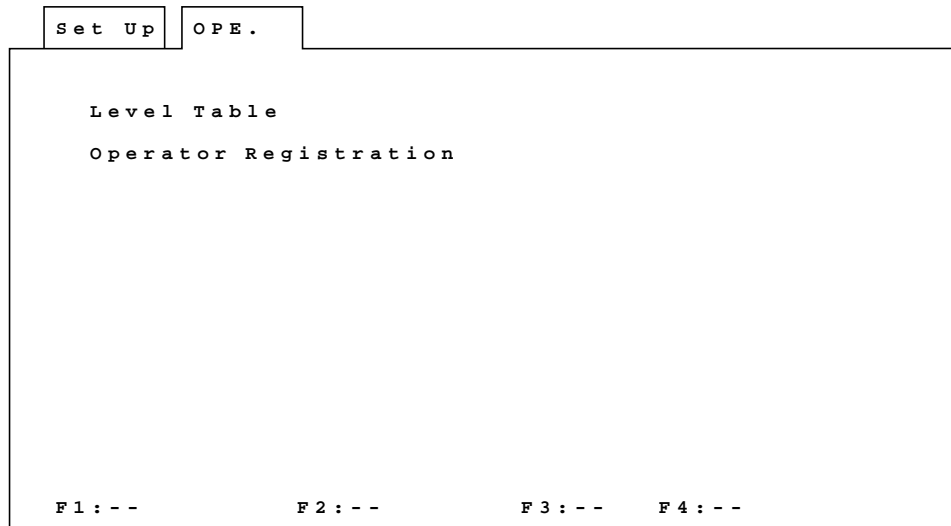 Set Up OPE.
Level Table
Operator Registration
F1:-- F2:-- F3:-- F4:--